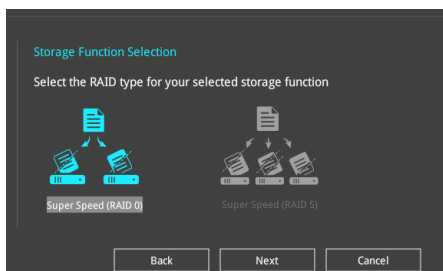 Storage Function Selection
Select the RAID type for your selected storage function
Super Speed (RAID 0)
Super Speed (RAID 5)
Back
Next
Cancel